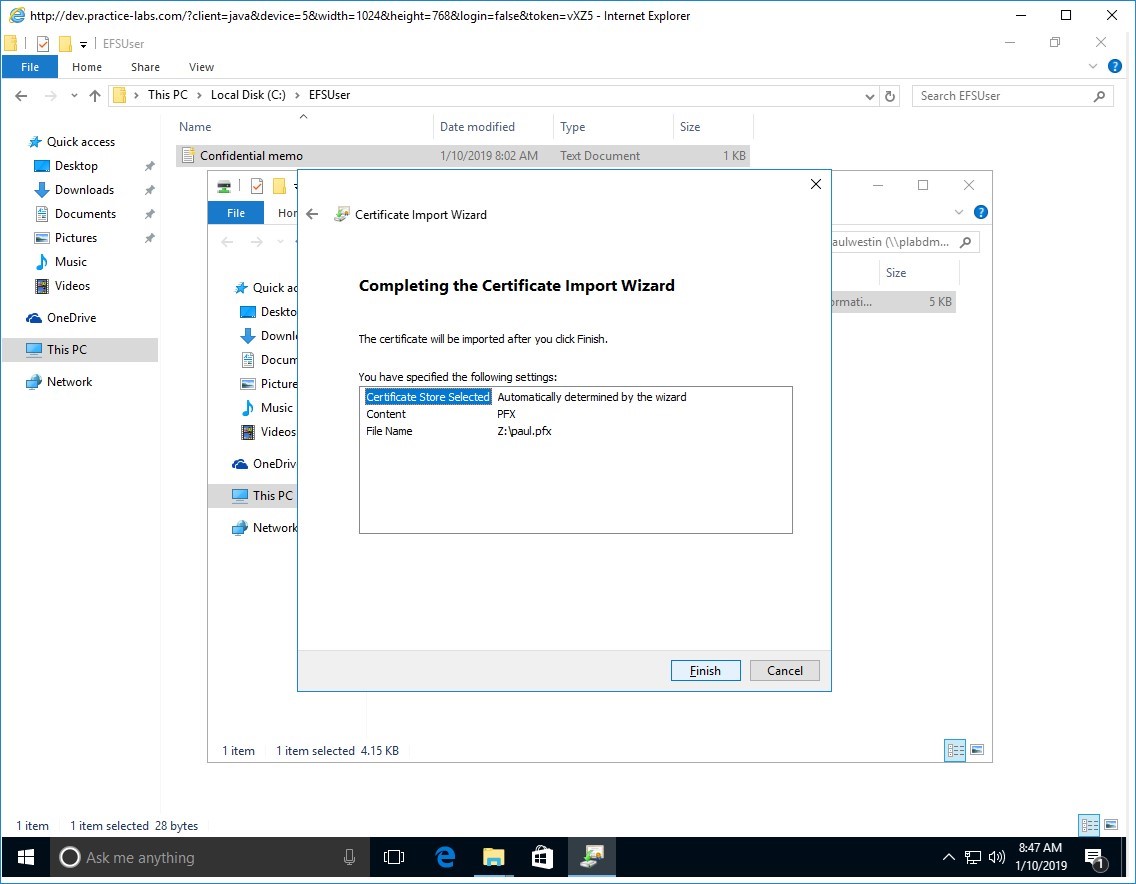 http://dev.practice-labs.com/?client=java&device=5&width=1024&height=768&login=false&token=vXZ5 - Internet Explorer
EFSUser
File Home Share View
This PC Local Disk (C:) EFSUser
Search EFSUser
Name Date modified Type Size
Confidential memo 1/10/2019 8:02 AM Text Document 1 KB
Quick access
Desktop
Downloads
Documents
Pictures
Music
Videos
OneDrive
This PC
Network
File Hor
aulwestin (\\plabdm...
Size
ormati... 5 KB
Quick ac
Deskto
Downl
Docum
Picture
Music
Videos
OneDriv
This PC
Network
Certificate Import Wizard
Completing the Certificate Import Wizard
The certificate will be imported after you click Finish.
You have specified the following settings:
Certificate Store Selected Automatically determined by the wizard
Content PFX
File Name Z:\paul.pfx
Finish Cancel
1 item 1 item selected 4.15 KB
1 item 1 item selected 28 bytes
Ask me anything
8:47 AM
1/10/2019
1